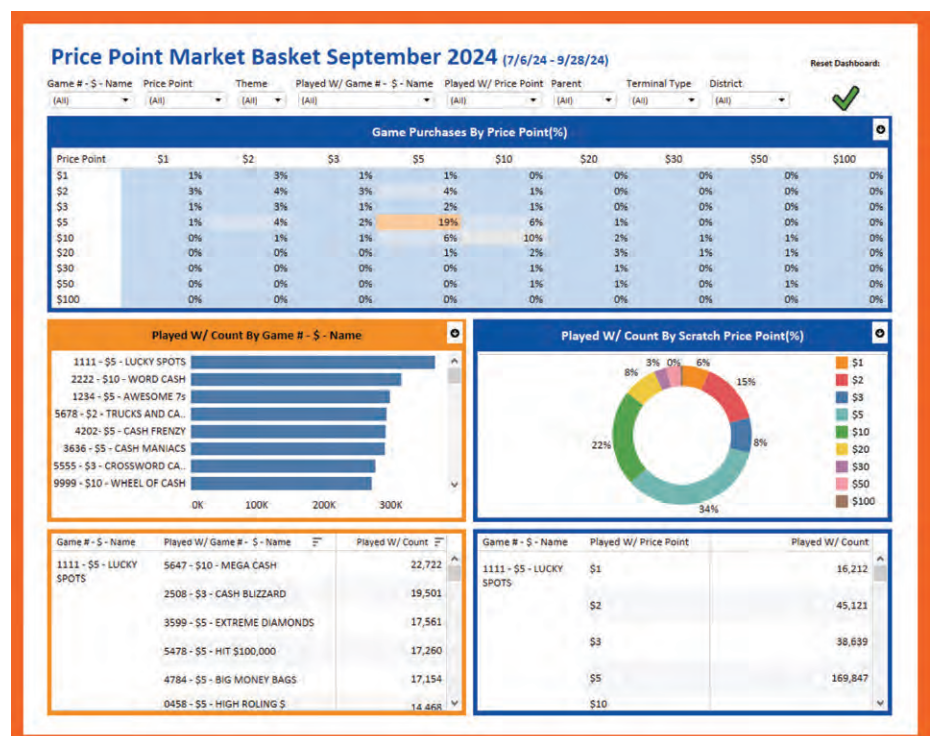 Price Point Market Basket September 2024 (7/6/24 - 9/28/24)
Reset Dashboard:
Game # - $ - Name Price Point Theme Played W/ Game # - $ - Name Played W/ Price Point Parent Terminal Type District
(All) (All) (All) (All) (All) (All) (All) (All)
Game Purchases By Price Point(%)
Price Point $1 $2 $3 $5 $10 $20 $30 $50 $100
$1 1% 3% 1% 1% 0% 0% 0% 0% 0%
$2 3% 4% 3% 4% 1% 0% 0% 0% 0%
$3 1% 3% 1% 2% 1% 0% 0% 0% 0%
$5 1% 4% 2% 19% 6% 1% 0% 0% 0%
$10 0% 1% 1% 6% 10% 2% 1% 1% 0%
$20 0% 0% 0% 1% 2% 3% 1% 1% 0%
$30 0% 0% 0% 0% 1% 1% 0% 0% 0%
$50 0% 0% 0% 0% 1% 1% 0% 1% 0%
$100 0% 0% 0% 0% 0% 0% 0% 0% 0%
Played W/ Count By Game # - $ - Name
1111 - $5 - LUCKY SPOTS
2222 - $10 - WORD CASH
1234 - $5 - AWESOME 7s
5678 - $2 - TRUCKS AND CA..
4202- $5 - CASH FRENZY
3636 - $5 - CASH MANIACS
5555 - $3 - CROSSWORD CA..
9999 - $10 - WHEEL OF CASH
0K 100K 200K 300K
Played W/ Count By Scratch Price Point(%)
3% 0% 6%
8%
15%
22%
8%
34%
$1
$2
$3
$5
$10
$20
$30
$50
$100
Game # - $ - Name Played W/ Game # - $ - Name Played W/ Count
1111 - $5 - LUCKY
SPOTS
5647 - $10 - MEGA CASH 22,722
2508 - $3 - CASH BLIZZARD 19,501
3599 - $5 - EXTREME DIAMONDS 17,561
5478 - $5 - HIT $100,000 17,260
4784 - $5 - BIG MONEY BAGS 17,154
0458 - $5 - HIGH ROLING $ 14,468
Game # - $ - Name Played W/ Price Point Played W/ Count
1111 - $5 - LUCKY
SPOTS
$1 16,212
$2 45,121
$3 38,639
$5 169,847
$10